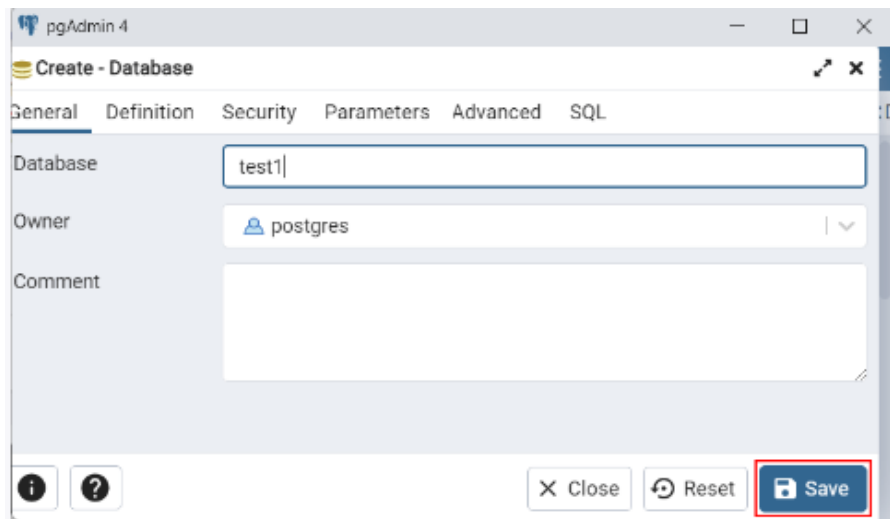 pgAdmin 4
Create - Database
General Definition Security Parameters Advanced SQL
Database test1
Owner postgres
Comment
Close Reset Save